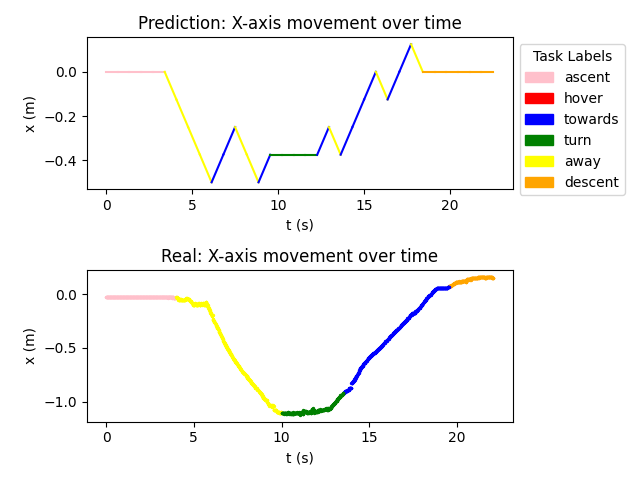 Prediction: X-axis movement over time
0.0
−0.2
−0.4
x (m)
0 5 10 15 20
t (s)
Task Labels
ascent
hover
towards
turn
away
descent
Real: X-axis movement over time
0.0
−0.5
−1.0
x (m)
0 5 10 15 20
t (s)